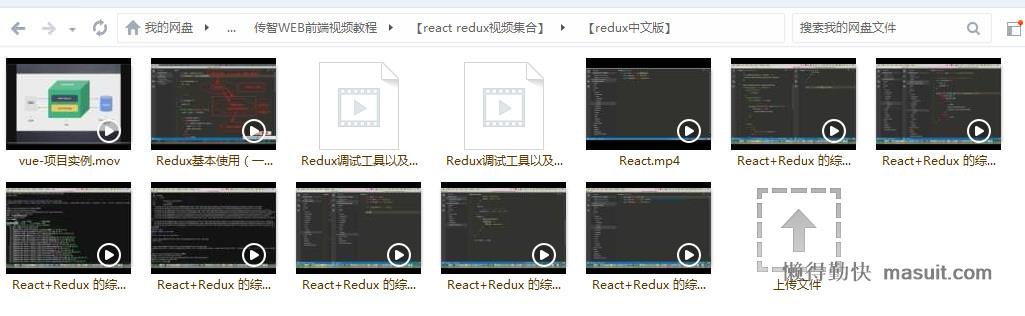 我的网盘 ... 传智WEB前端视频教程 【react redux视频集合】 【redux中文版】 搜索我的网盘文件
vue-项目实例.mov Redux基本使用（一... Redux调试工具以及... Redux调试工具以及... React.mp4 React+Redux 的综... React+Redux 的综...
React+Redux 的综... React+Redux 的综... React+Redux 的综... React+Redux 的综... React+Redux 的综... 上传文件
懒得勤快 masuit.com